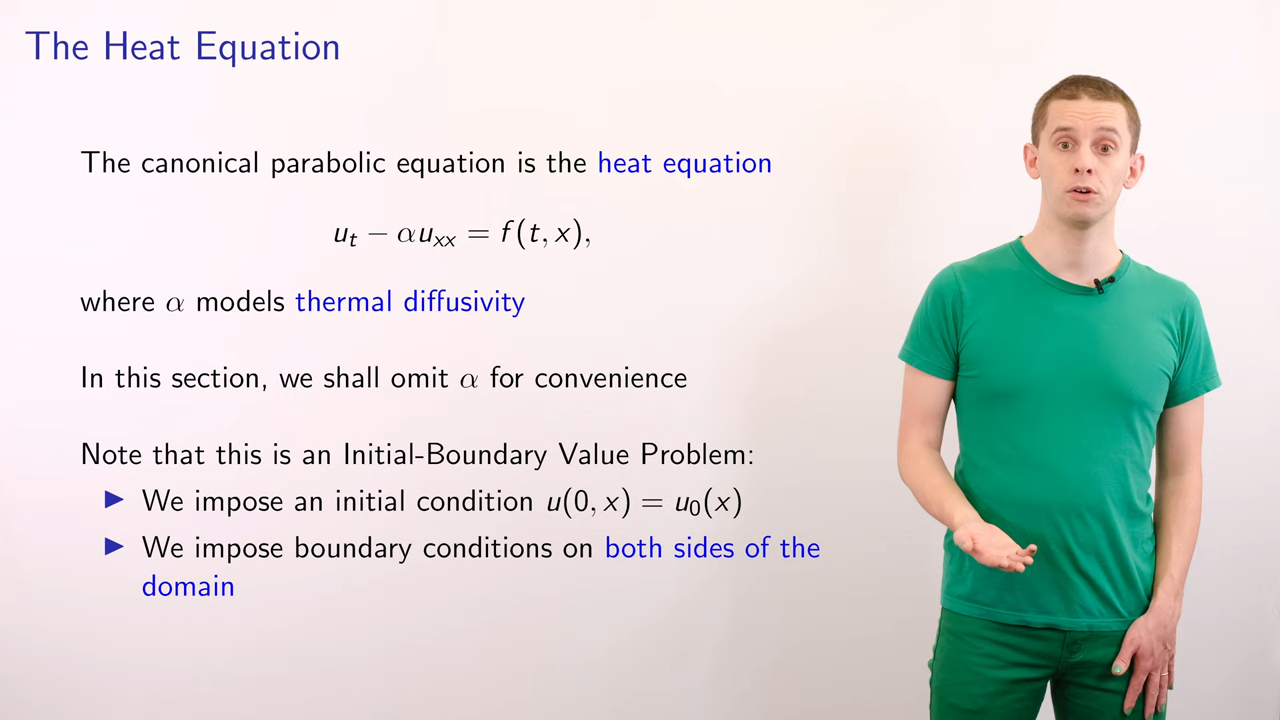 The Heat Equation
The canonical parabolic equation is the heat equation
u_t − αu_{xx} = f(t, x),
where α models thermal diffusivity
In this section, we shall omit α for convenience
Note that this is an Initial-Boundary Value Problem:
▶ We impose an initial condition u(0, x) = u_0(x)
▶ We impose boundary conditions on both sides of the
domain